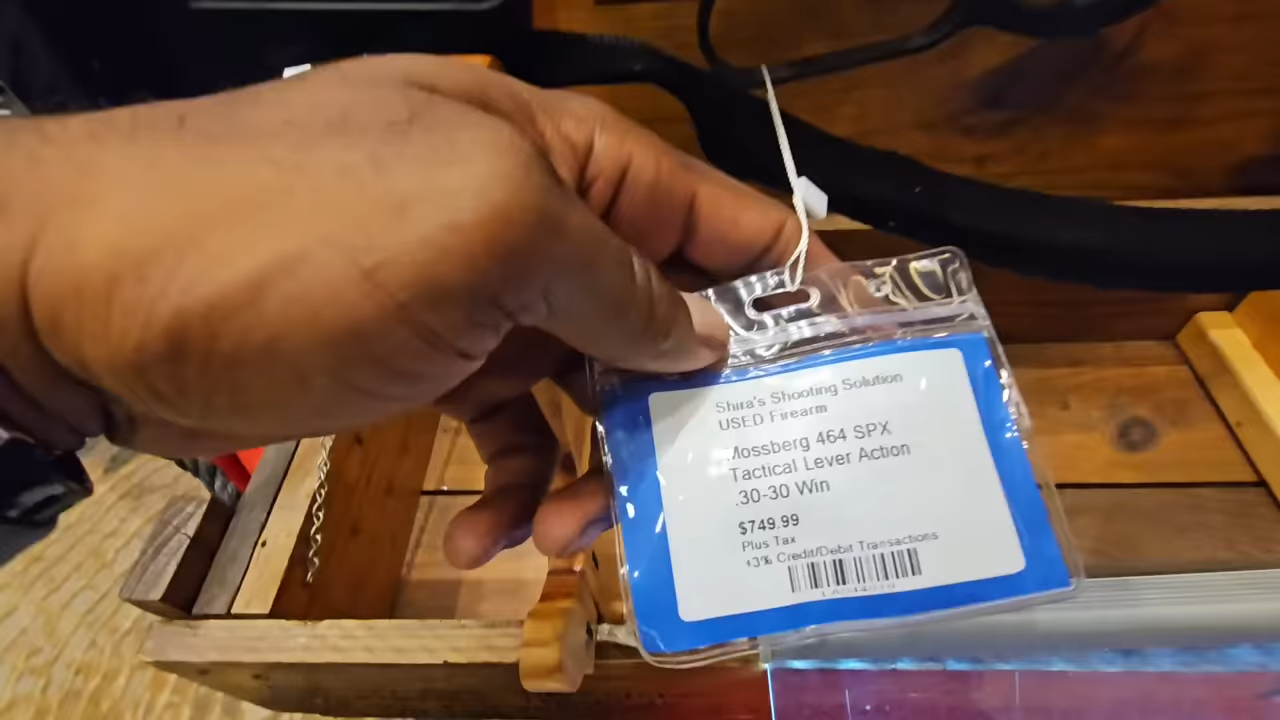 Shira's Shooting Solution
USED Firearm
Mossberg 464 SPX
Tactical Lever Action
.30-30 Win
$749.99
Plus Tax
+3% Credit/Debit Transactions